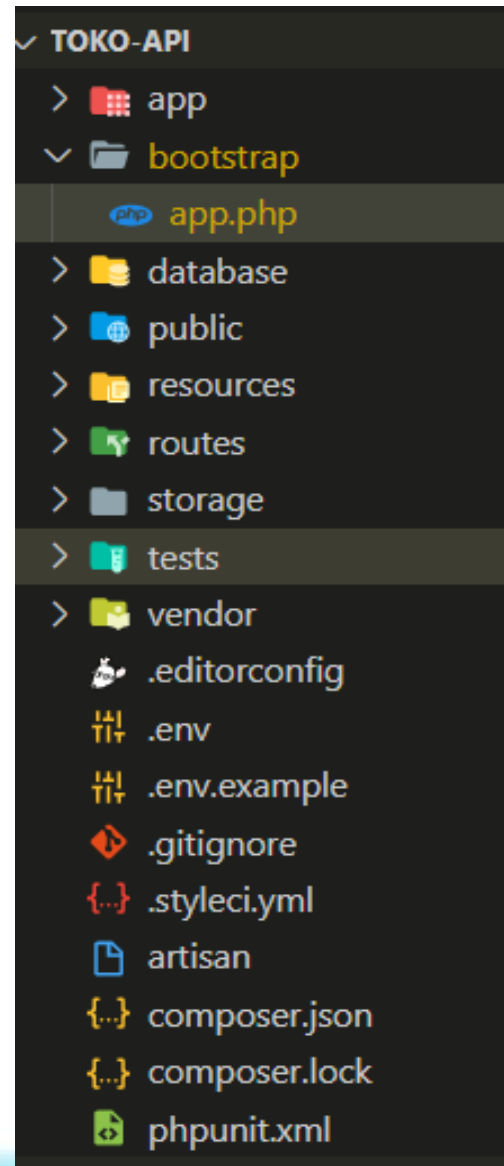 TOKO-API
app
bootstrap
php app.php
database
public
resources
routes
storage
tests
vendor
.editorconfig
.env
.env.example
.gitignore
{...} .styleci.yml
artisan
{...} composer.json
{...} composer.lock
phpunit.xml